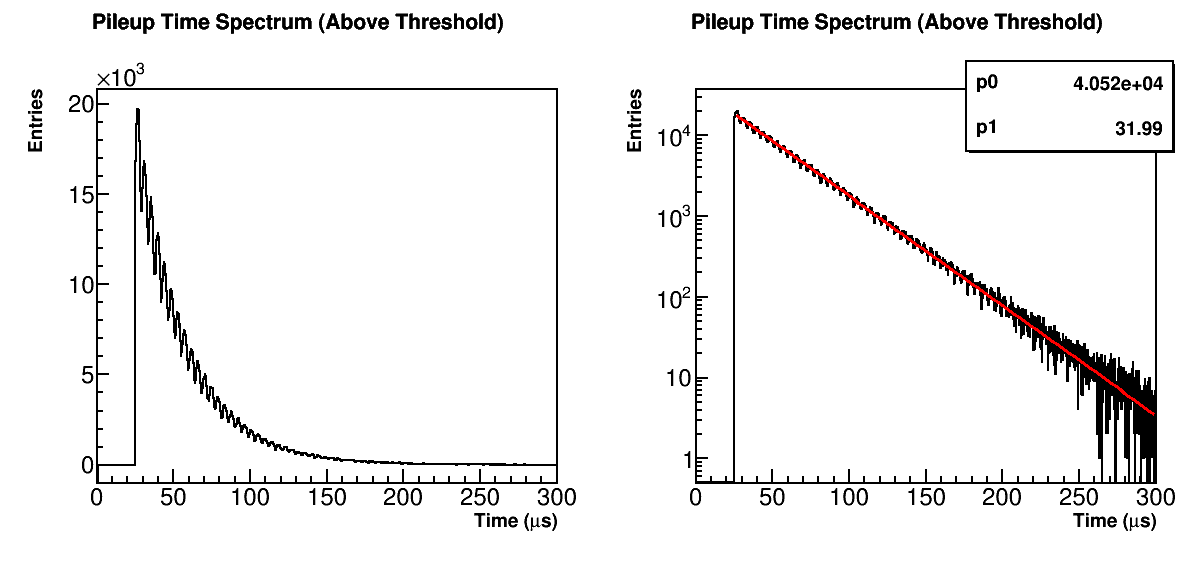 Pileup Time Spectrum (Above Threshold)
×10³
Entries
20
15
10
5
0
0 50 100 150 200 250 300
Time (μs)
Pileup Time Spectrum (Above Threshold)
p0 4.052e+04
p1 31.99
Entries
10⁴
10³
10²
10
1
0 50 100 150 200 250 300
Time (μs)